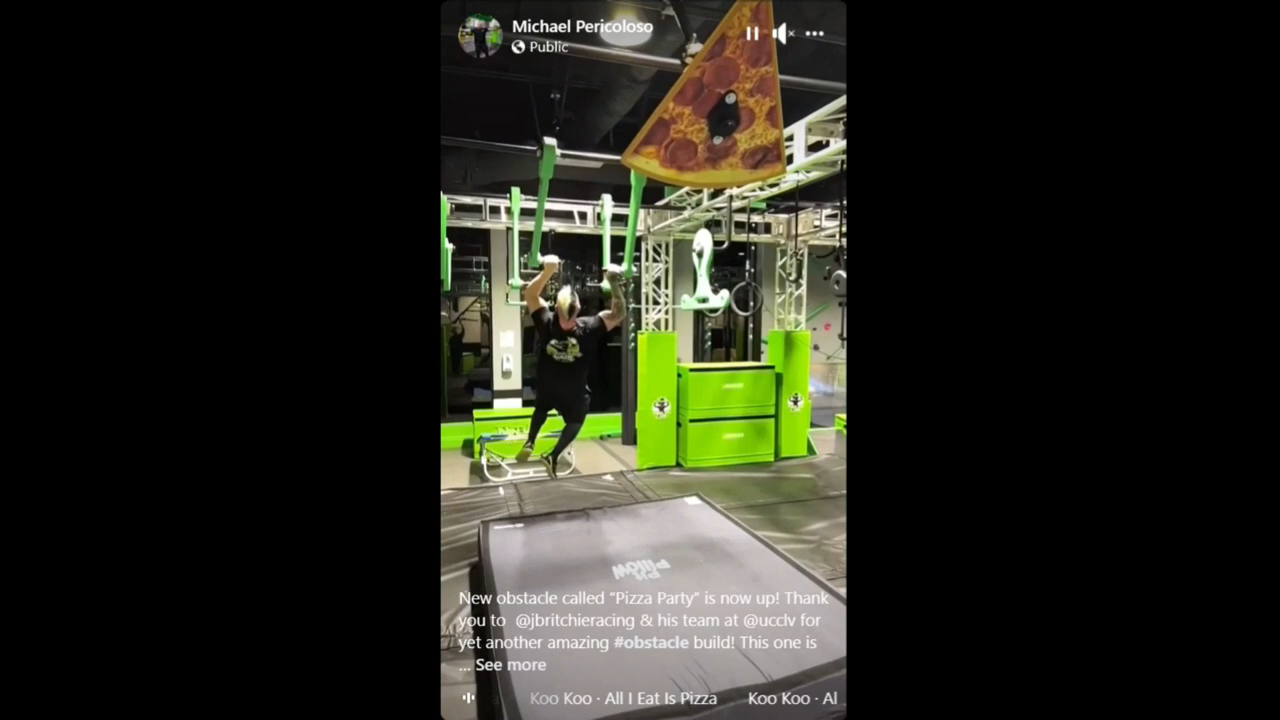 Michael Pericoloso
Public
Pillow
New obstacle called “Pizza Party” is now up! Thank
you to @jbritchieracing & his team at @ucclv for
yet another amazing #obstacle build! This one is
... See more
Koo Koo · All I Eat Is Pizza Koo Koo · Al